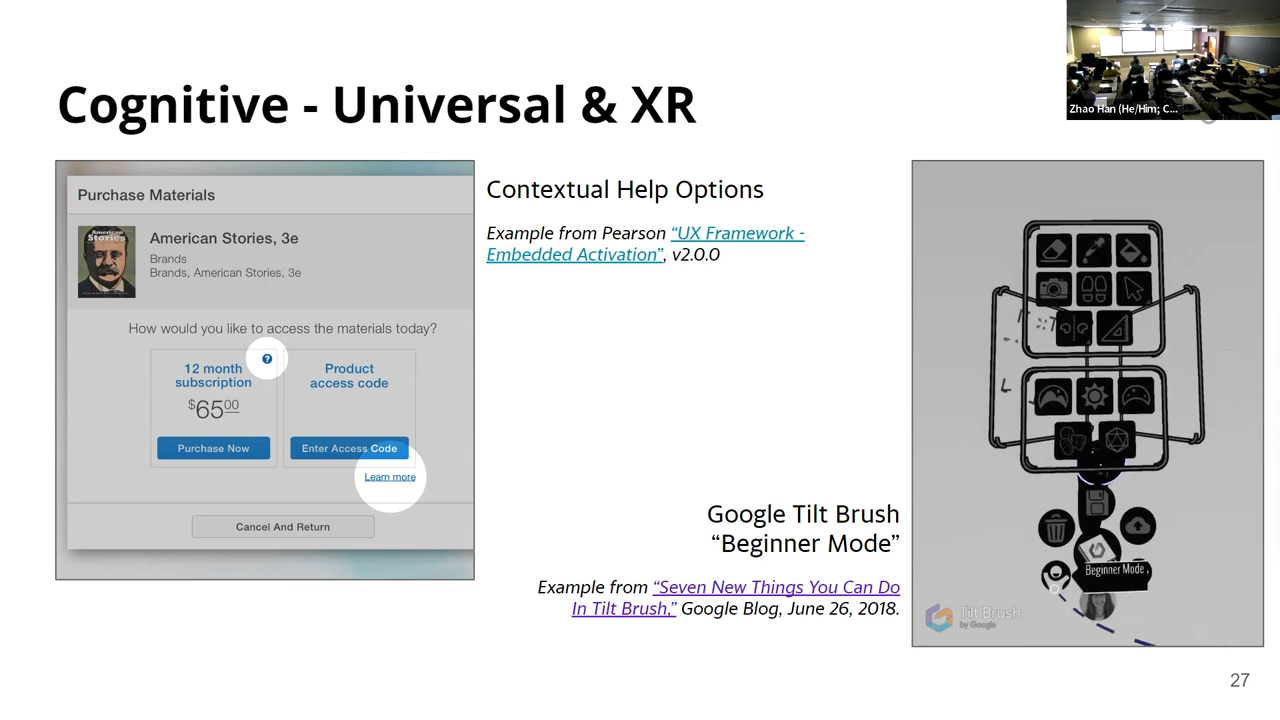 Zhao Han (He/Him; C...
Cognitive - Universal & XR
Purchase Materials
American Stories
American Stories, 3e
Brands
Brands, American Stories, 3e
How would you like to access the materials today?
?
12 month
subscription
$65.00
Purchase Now
Product
access code
Enter Access Code
Learn more
Cancel And Return
Contextual Help Options
Example from Pearson “UX Framework -
Embedded Activation”, v2.0.0
Google Tilt Brush
“Beginner Mode”
Example from “Seven New Things You Can Do
In Tilt Brush,” Google Blog, June 26, 2018.
Beginner Mode
Tilt Brush
by Google
27